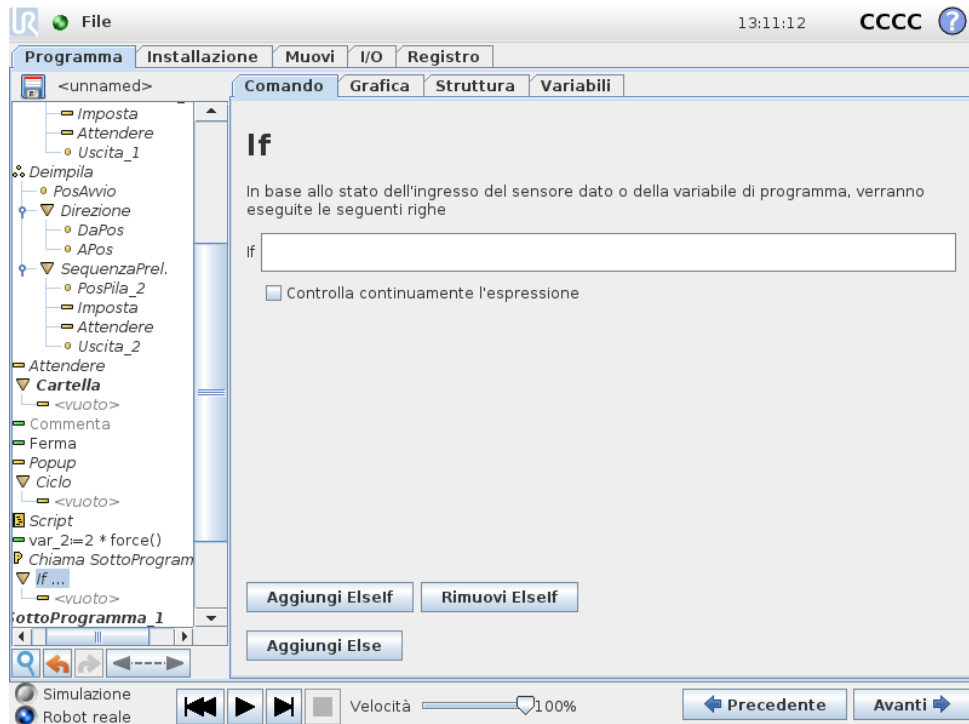 UR File 13:11:12 CCCC ?
Programma Installazione Muovi I/O Registro
<unnamed> Comando Grafica Struttura Variabili
Imposta
Attendere
Uscita_1
Deimpila
PosAvvio
Direzione
DaPos
APos
SequenzaPrel.
PosPila_2
Imposta
Attendere
Uscita_2
Attendere
Cartella
<vuoto>
Commenta
Ferma
Popup
Ciclo
<vuoto>
Script
var_2:=2 * force()
P Chiama SottoProgram
If ...
<vuoto>
SottoProgramma_1
If
In base allo stato dell'ingresso del sensore dato o della variabile di programma, verranno
eseguite le seguenti righe
If
Controlla continuamente l'espressione
Aggiungi ElseIf Rimuovi ElseIf
Aggiungi Else
Simulazione
Robot reale
Velocità 100%
Precedente Avanti